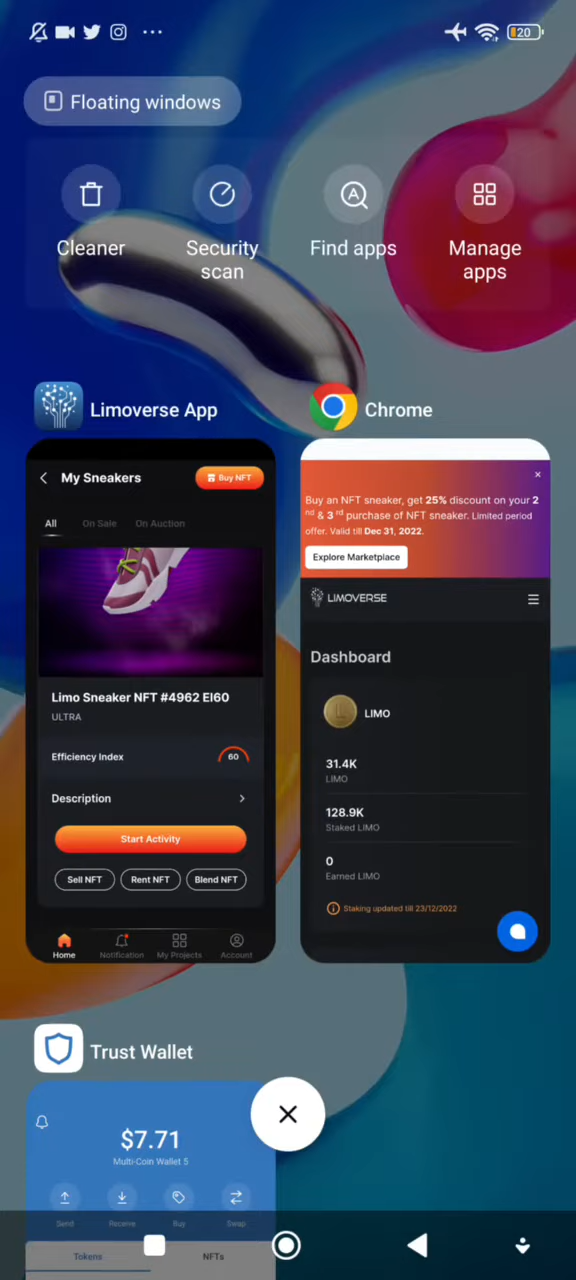 20
Floating windows
Cleaner
Security
scan
Find apps
Manage
apps
Limoverse App
Chrome
My Sneakers
Buy NFT
All
On Sale
On Auction
Limo Sneaker NFT #4962 EI60
ULTRA
Efficiency Index
60
Description
Start Activity
Sell NFT
Rent NFT
Blend NFT
Home
Notification
My Projects
Account
Buy an NFT sneaker, get 25% discount on your 2
nd & 3 rd purchase of NFT sneaker. Limited period
offer. Valid till Dec 31, 2022.
Explore Marketplace
LIMOVERSE
Dashboard
L
LIMO
31.4K
LIMO
128.9K
Staked LIMO
0
Earned LIMO
Staking updated till 23/12/2022
Trust Wallet
$7.71
Multi-Coin Wallet 5
Send
Receive
Buy
Swap
Tokens
NFTs